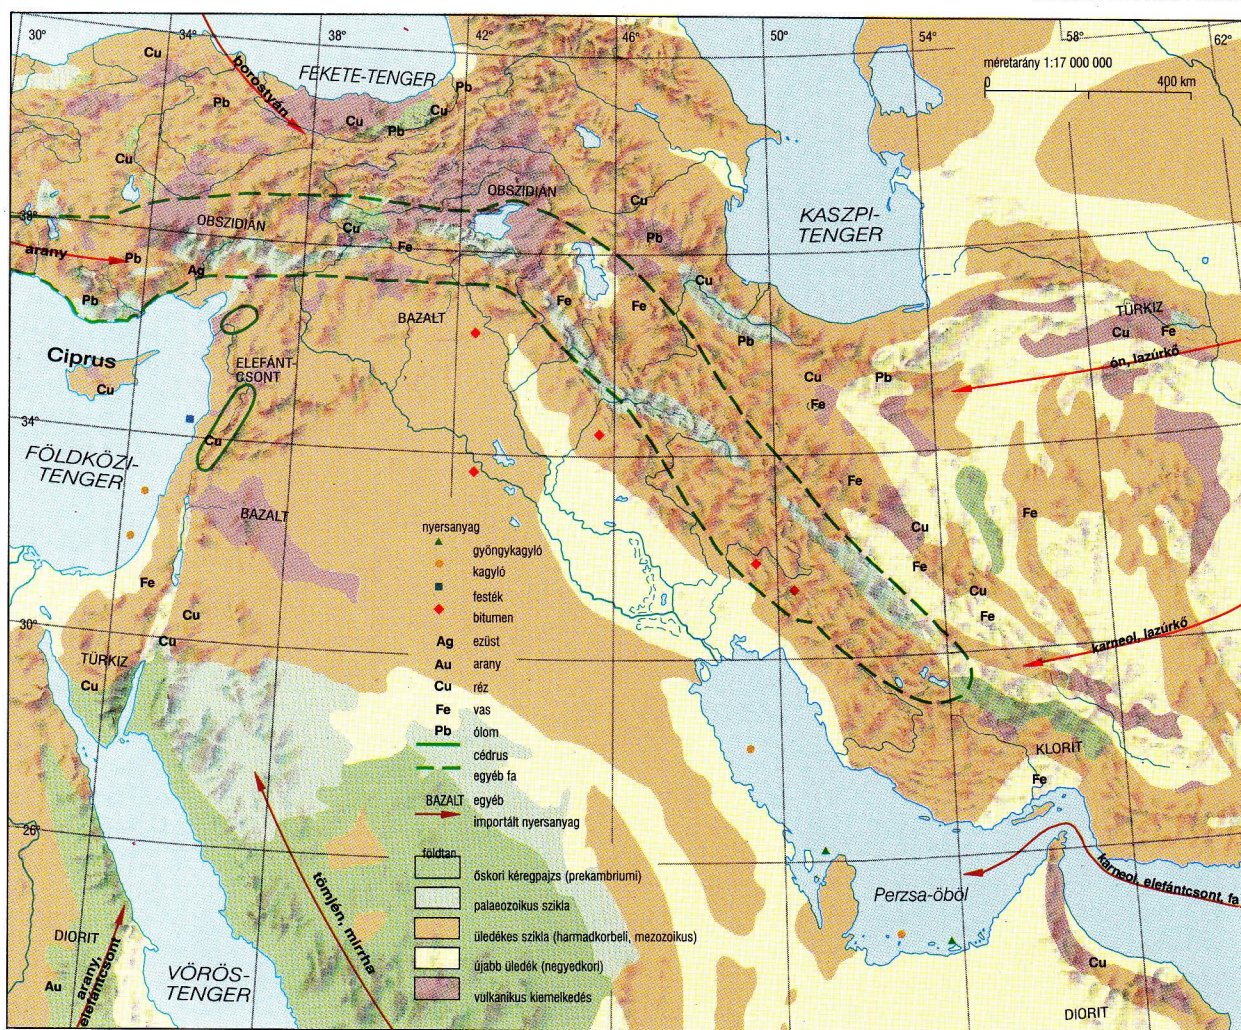 30°
34°
38°
42°
46°
50°
54°
58°
62°
méretarány 1:17 000 000
0
400 km
Cu
borostyán
FEKETE-TENGER
Pb
Pb
Cu
Cu
Pb
Cu
38°
OBSZIDIÁN
OBSZIDIÁN
Cu
KASZPI-
TENGER
Cu
Fe
Pb
arany
Pb
Ag
Pb
Cu
Fe
Fe
BAZALT
Pb
TÜRKIZ
Cu
Fe
ón, lazúrkő
Ciprus
Cu
ELEFÁNT-
CSONT
Cu
Pb
Fe
34°
Cu
FÖLDKÖZI-
TENGER
BAZALT
Fe
Cu
Fe
Fe
Cu
Fe
Fe
Cu
Cu
30°
TÜRKIZ
Cu
karneol, lazúrkő
nyersanyag
gyöngykagyló
kagyló
festék
bitumen
Ag ezüst
Au arany
Cu réz
Fe vas
Pb ólom
cédrus
egyéb fa
BAZALT egyéb
importált nyersanyag
földtan
őskori kéregpajzs (prekambriumi)
palaeozoikus szikla
üledékes szikla (harmadkorbeli, mezozoikus)
újabb üledék (negyedkori)
vulkanikus kiemelkedés
KLORIT
Fe
26°
tömjén, mirrha
karneol, elefántcsont, fa
Perzsa-öböl
DIORIT
arany,
elefántcsont
Au
VÖRÖS-
TENGER
Cu
DIORIT